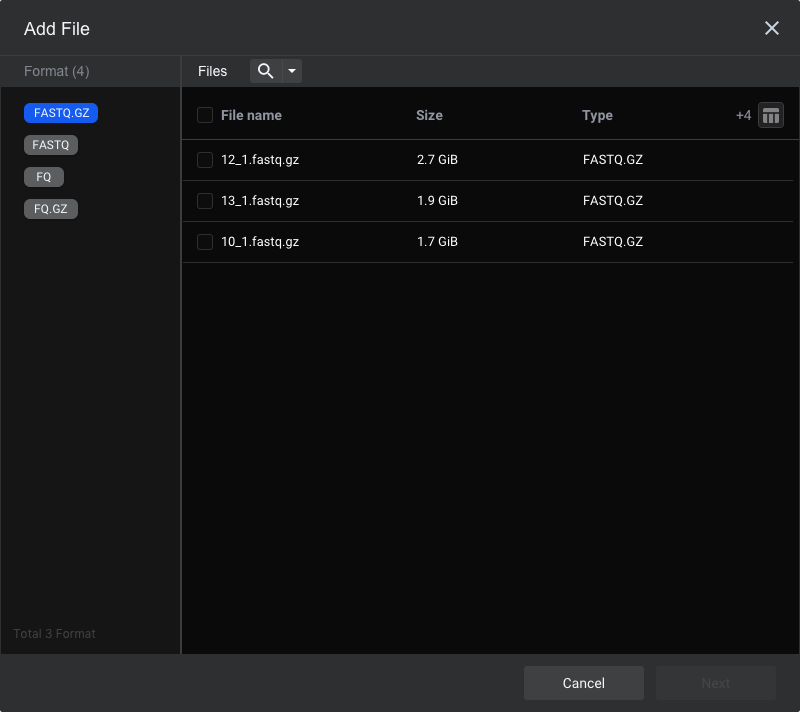 Add File
Format (4)
Files
FASTQ.GZ
FASTQ
FQ
FQ.GZ
File name Size Type +4
12_1.fastq.gz 2.7 GiB FASTQ.GZ
13_1.fastq.gz 1.9 GiB FASTQ.GZ
10_1.fastq.gz 1.7 GiB FASTQ.GZ
Total 3 Format
Cancel Next